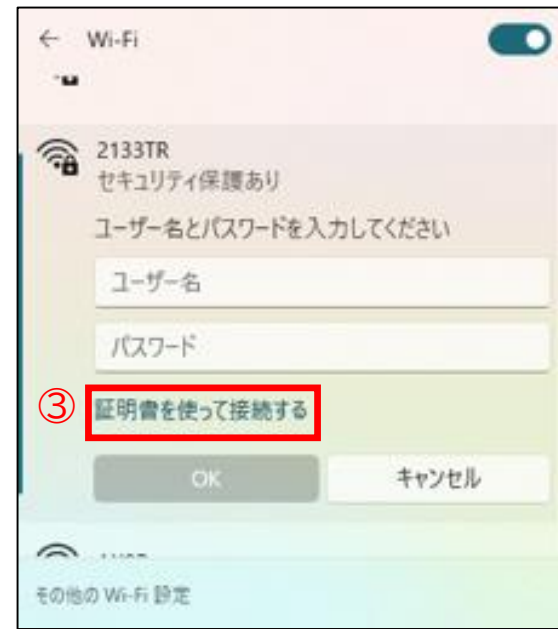 ← Wi-Fi
2133TR
セキュリティ保護あり
ユーザー名とパスワードを入力してください
ユーザー名
パスワード
③ 証明書を使って接続する
OK キャンセル
その他の Wi-Fi 設定